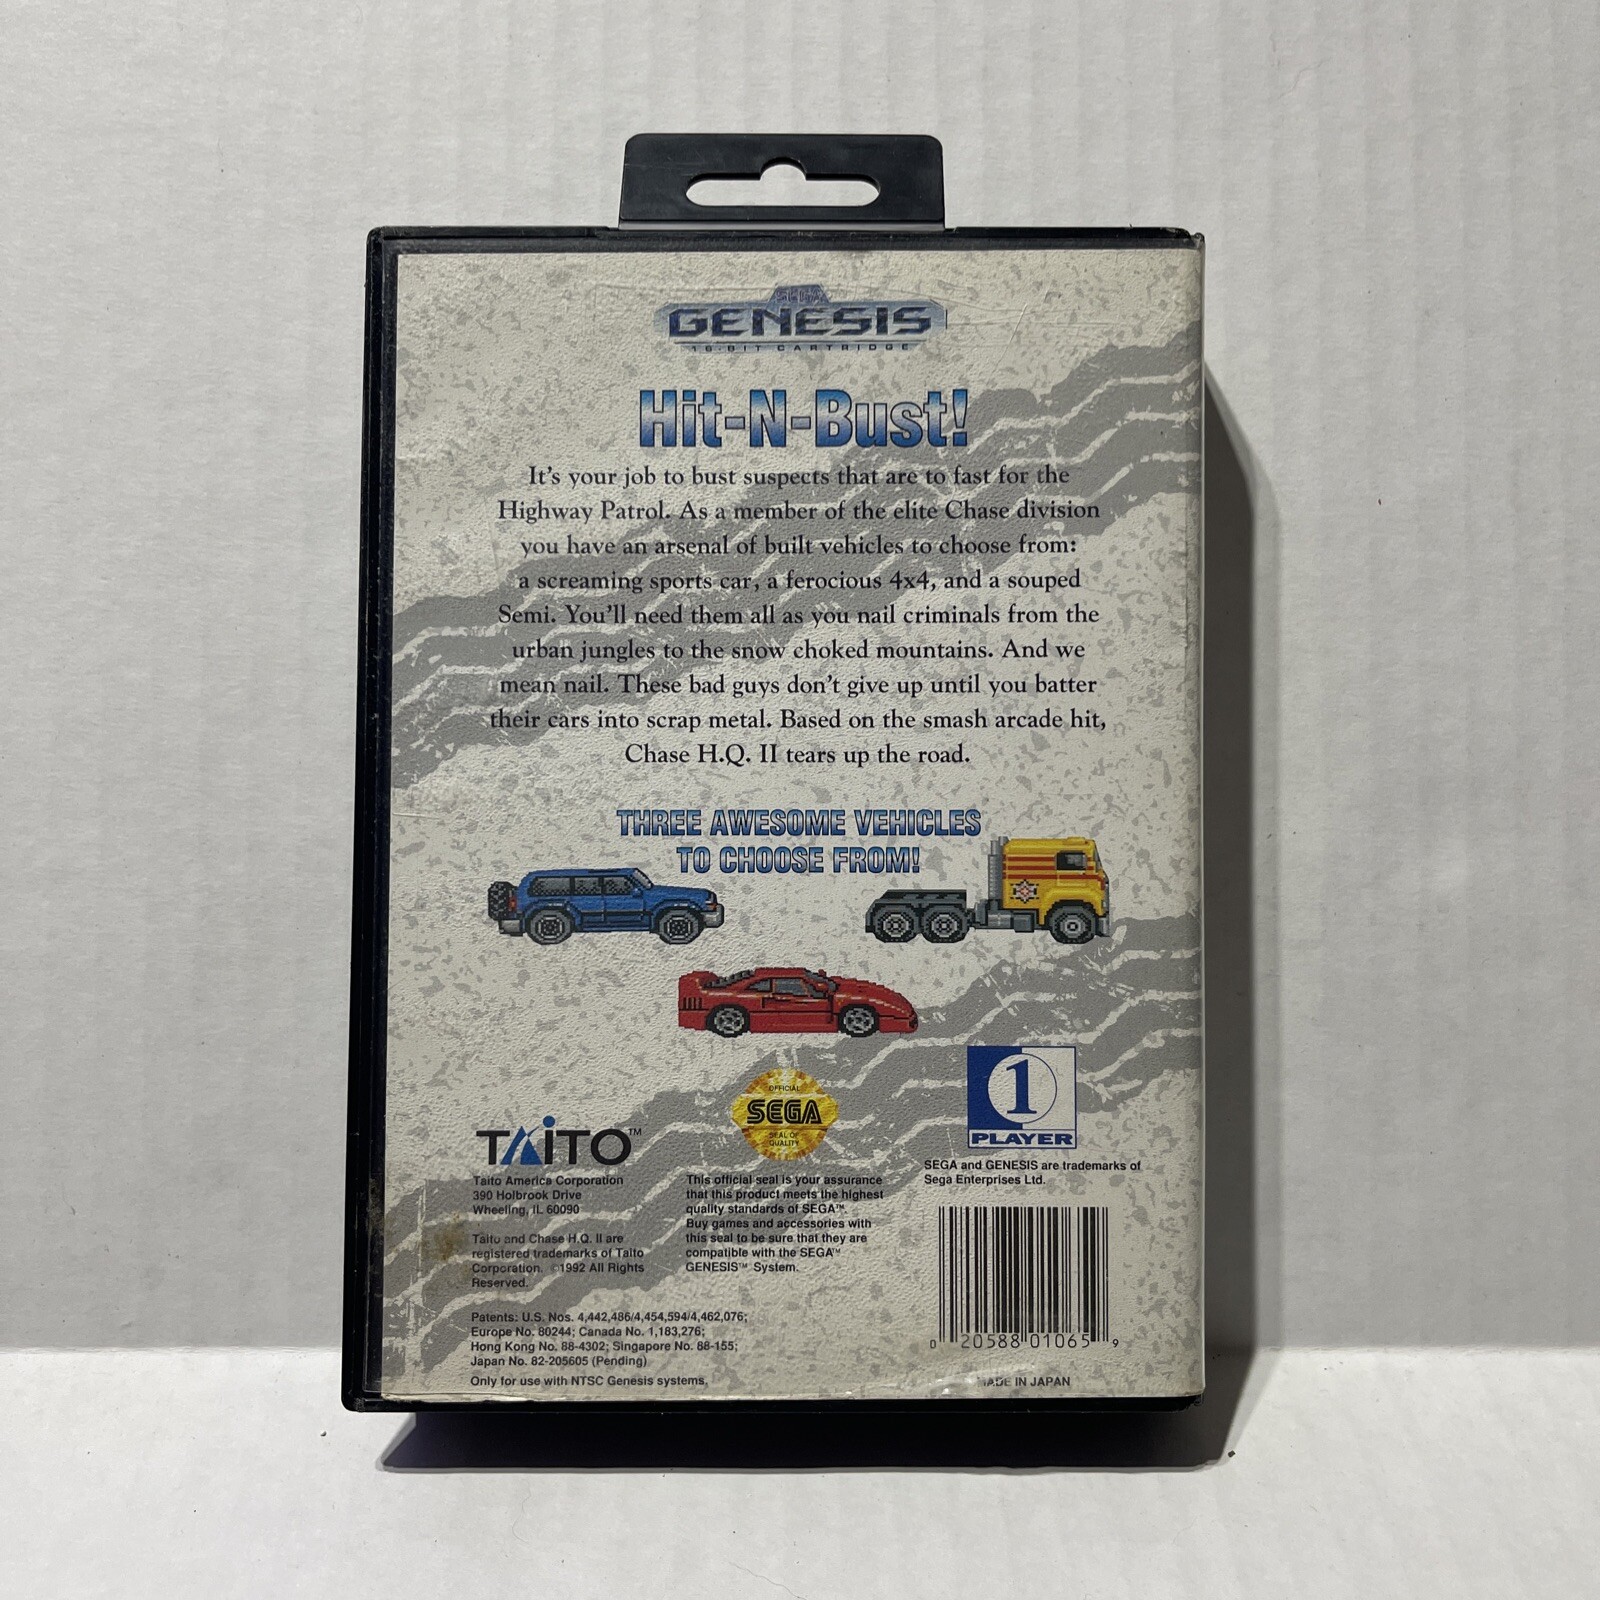 SEGA
GENESIS
16-BIT CARTRIDGE
Hit-N-Bust!
It's your job to bust suspects that are to fast for the
Highway Patrol. As a member of the elite Chase division
you have an arsenal of built vehicles to choose from:
a screaming sports car, a ferocious 4x4, and a souped
Semi. You'll need them all as you nail criminals from the
urban jungles to the snow choked mountains. And we
mean nail. These bad guys don't give up until you batter
their cars into scrap metal. Based on the smash arcade hit,
Chase H.Q. II tears up the road.
THREE AWESOME VEHICLES
TO CHOOSE FROM!
TAiTO™
Taito America Corporation
390 Holbrook Drive
Wheeling, IL 60090
Taito and Chase H.Q. II are
registered trademarks of Taito
Corporation. ©1992 All Rights
Reserved.
OFFICIAL
SEGA
SEAL OF
QUALITY
This official seal is your assurance
that this product meets the highest
quality standards of SEGA™.
Buy games and accessories with
this seal to be sure that they are
compatible with the SEGA™
GENESIS™ System.
1
PLAYER
SEGA and GENESIS are trademarks of
Sega Enterprises Ltd.
Patents: U.S. Nos. 4,442,486/4,454,594/4,462,076;
Europe No. 80244; Canada No. 1,183,276;
Hong Kong No. 88-4302; Singapore No. 88-155;
Japan No. 82-205605 (Pending)
Only for use with NTSC Genesis systems.
0 20588 01065 9
MADE IN JAPAN